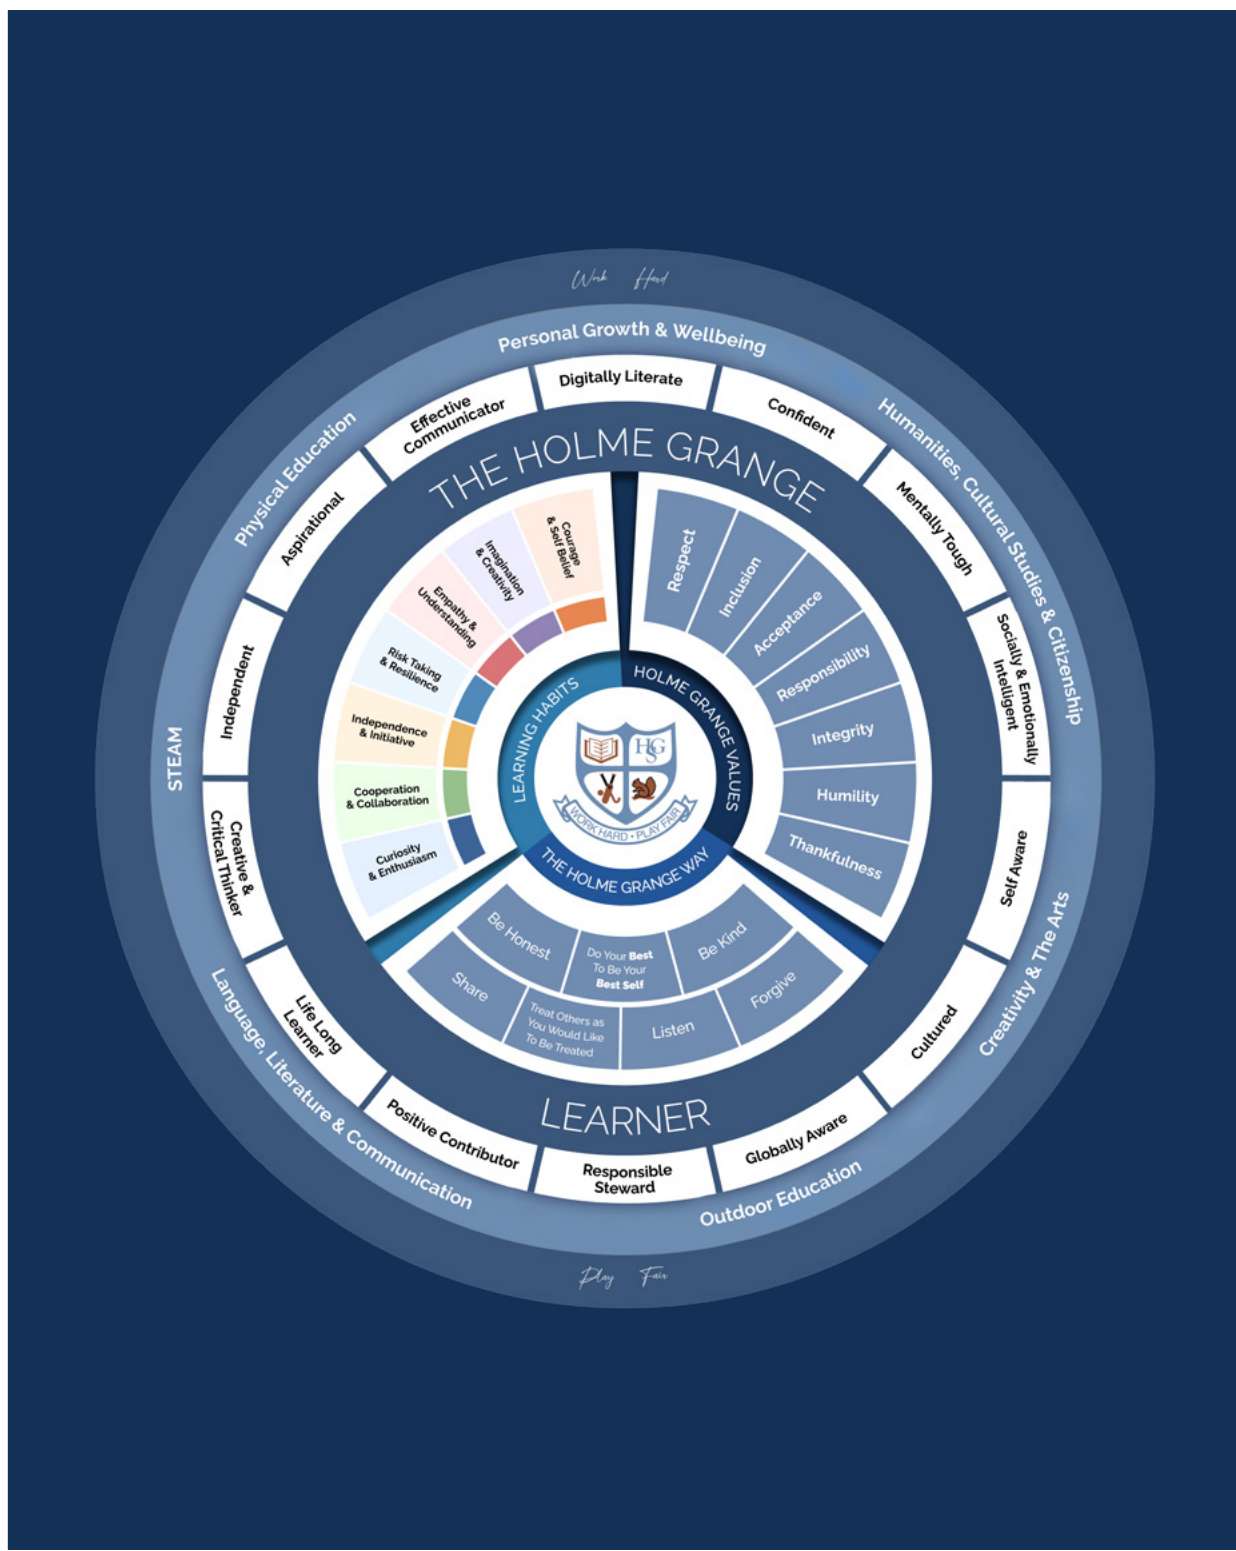 Work Hard
Personal Growth & Wellbeing
Humanities, Cultural Studies & Citizenship
Creativity & The Arts
Outdoor Education
Language, Literature & Communication
STEAM
Physical Education
Digitally Literate
Confident
Mentally Tough
Socially & Emotionally
Intelligent
Self Aware
Cultured
Globally Aware
Responsible
Steward
Positive Contributor
Life Long
Learner
Creative &
Critical Thinker
Independent
Aspirational
Effective
Communicator
THE HOLME GRANGE
LEARNER
HOLME GRANGE VALUES
Respect
Inclusion
Acceptance
Responsibility
Integrity
Humility
Thankfulness
THE HOLME GRANGE WAY
Be Honest
Do Your Best
To Be Your
Best Self
Be Kind
Share
Treat Others as
You Would Like
To Be Treated
Listen
Forgive
LEARNING HABITS
Curiosity
& Enthusiasm
Cooperation
& Collaboration
Independence
& Initiative
Risk Taking
& Resilience
Empathy &
Understanding
Imagination
& Creativity
Courage
& Self Belief
HGS
WORK HARD • PLAY FAIR
Play Fair